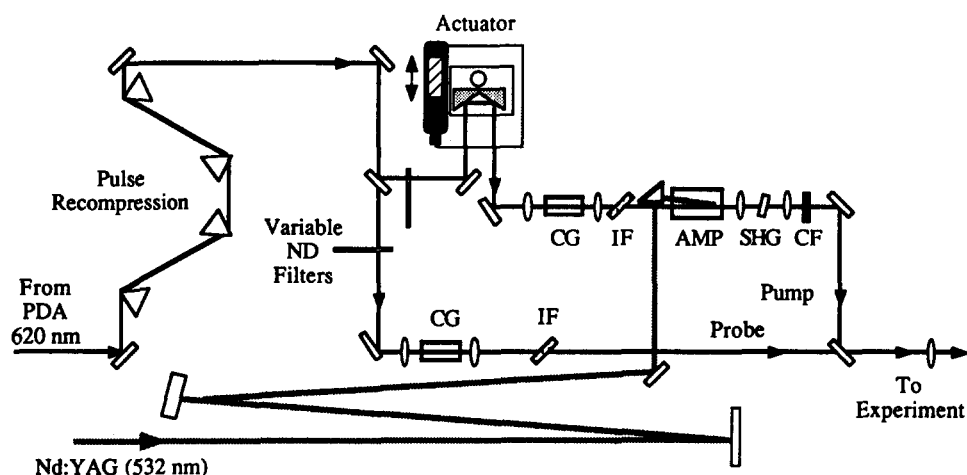 Actuator
Pulse
Recompression
Variable
ND
Filters
CG
IF
AMP
SHG
CF
From
PDA
620 nm
Pump
CG
IF
Probe
To
Experiment
Nd:YAG (532 nm)